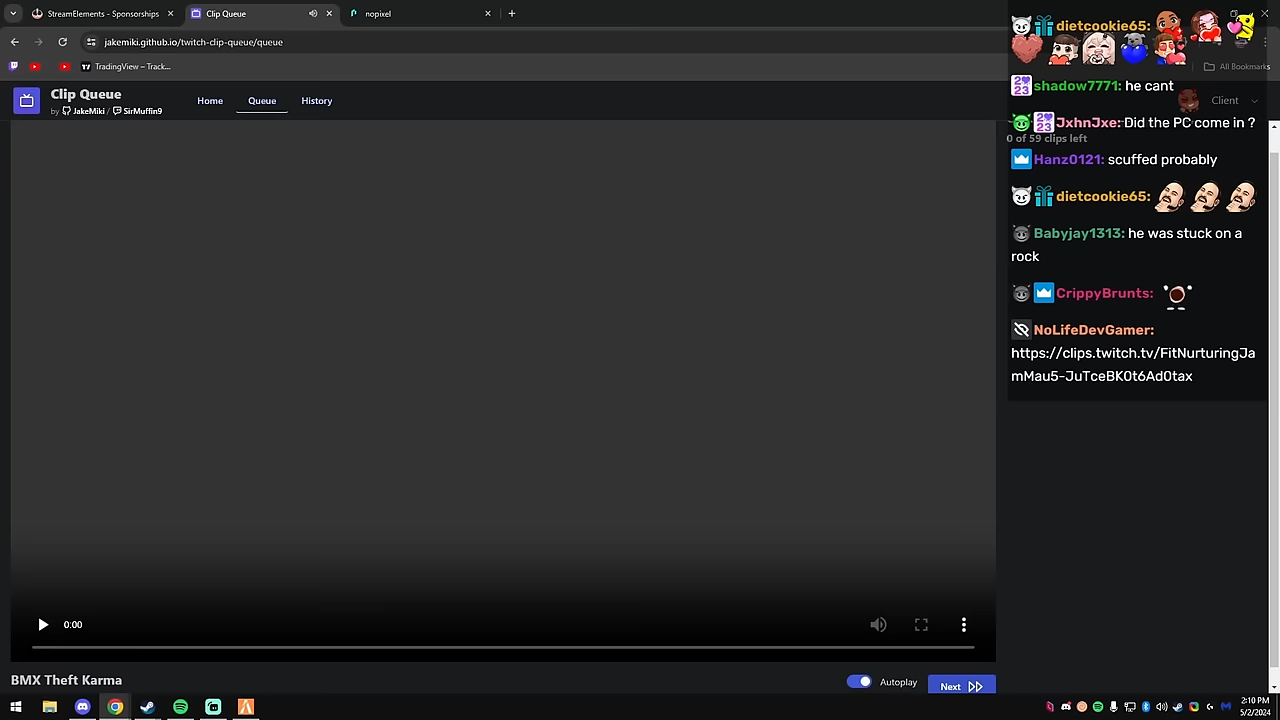 StreamElements - Sponsorships
Clip Queue
nopixel
jakemiki.github.io/twitch-clip-queue/queue
TradingView – Track...
All Bookmarks
Clip Queue
by JakeMiki / SirMuffin9
Home
Queue
History
Client
0 of 59 clips left
dietcookie65:
shadow7771: he cant
JxhnJxe: Did the PC come in ?
Hanz0121: scuffed probably
dietcookie65:
Babyjay1313: he was stuck on a
rock
CrippyBrunts:
NoLifeDevGamer:
https://clips.twitch.tv/FitNurturingJa
mMau5-JuTceBK0t6Ad0tax
0:00
BMX Theft Karma
Autoplay
Next
2:10 PM
5/2/2024